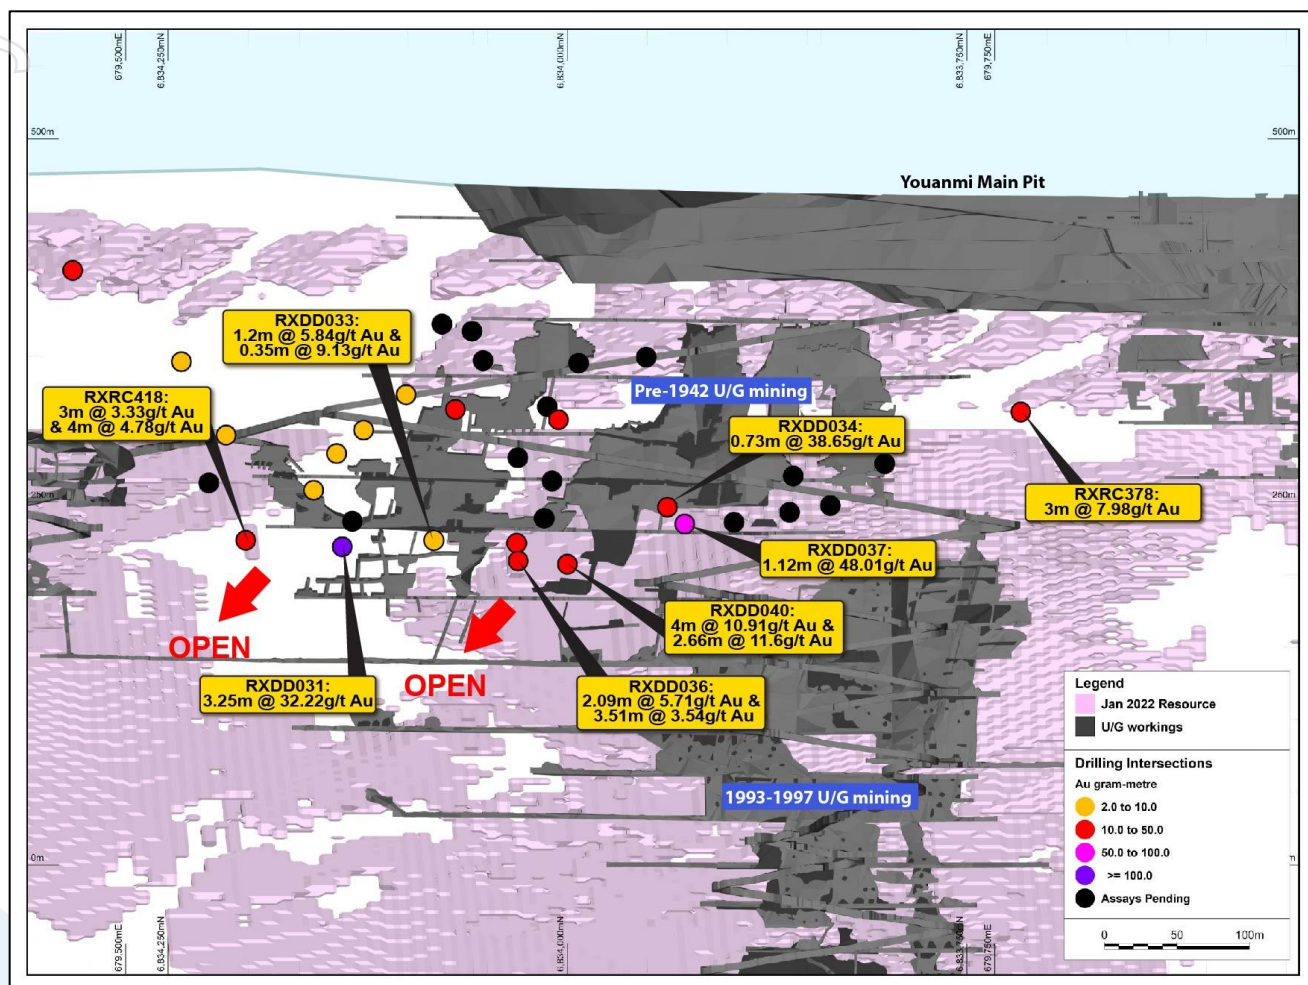 679,500mE
6,834,250mN
6,834,000mN
6,833,750mN
679,750mE
500m
500m
Youanmi Main Pit
RXDD033:
1.2m @ 5.84g/t Au &
0.35m @ 9.13g/t Au
Pre-1942 U/G mining
RXRC418:
3m @ 3.33g/t Au
& 4m @ 4.78g/t Au
RXDD034:
0.73m @ 38.65g/t Au
250m
250m
RXRC378:
3m @ 7.98g/t Au
RXDD037:
1.12m @ 48.01g/t Au
RXDD040:
4m @ 10.91g/t Au &
2.66m @ 11.6g/t Au
OPEN
OPEN
RXDD031:
3.25m @ 32.22g/t Au
RXDD036:
2.09m @ 5.71g/t Au &
3.51m @ 3.54g/t Au
1993-1997 U/G mining
Legend
Jan 2022 Resource
U/G workings
Drilling Intersections
Au gram-metre
2.0 to 10.0
10.0 to 50.0
50.0 to 100.0
>= 100.0
Assays Pending
0 50 100m
0m
679,500mE
6,834,250mN
6,834,000mN
6,833,750mN
679,750mE